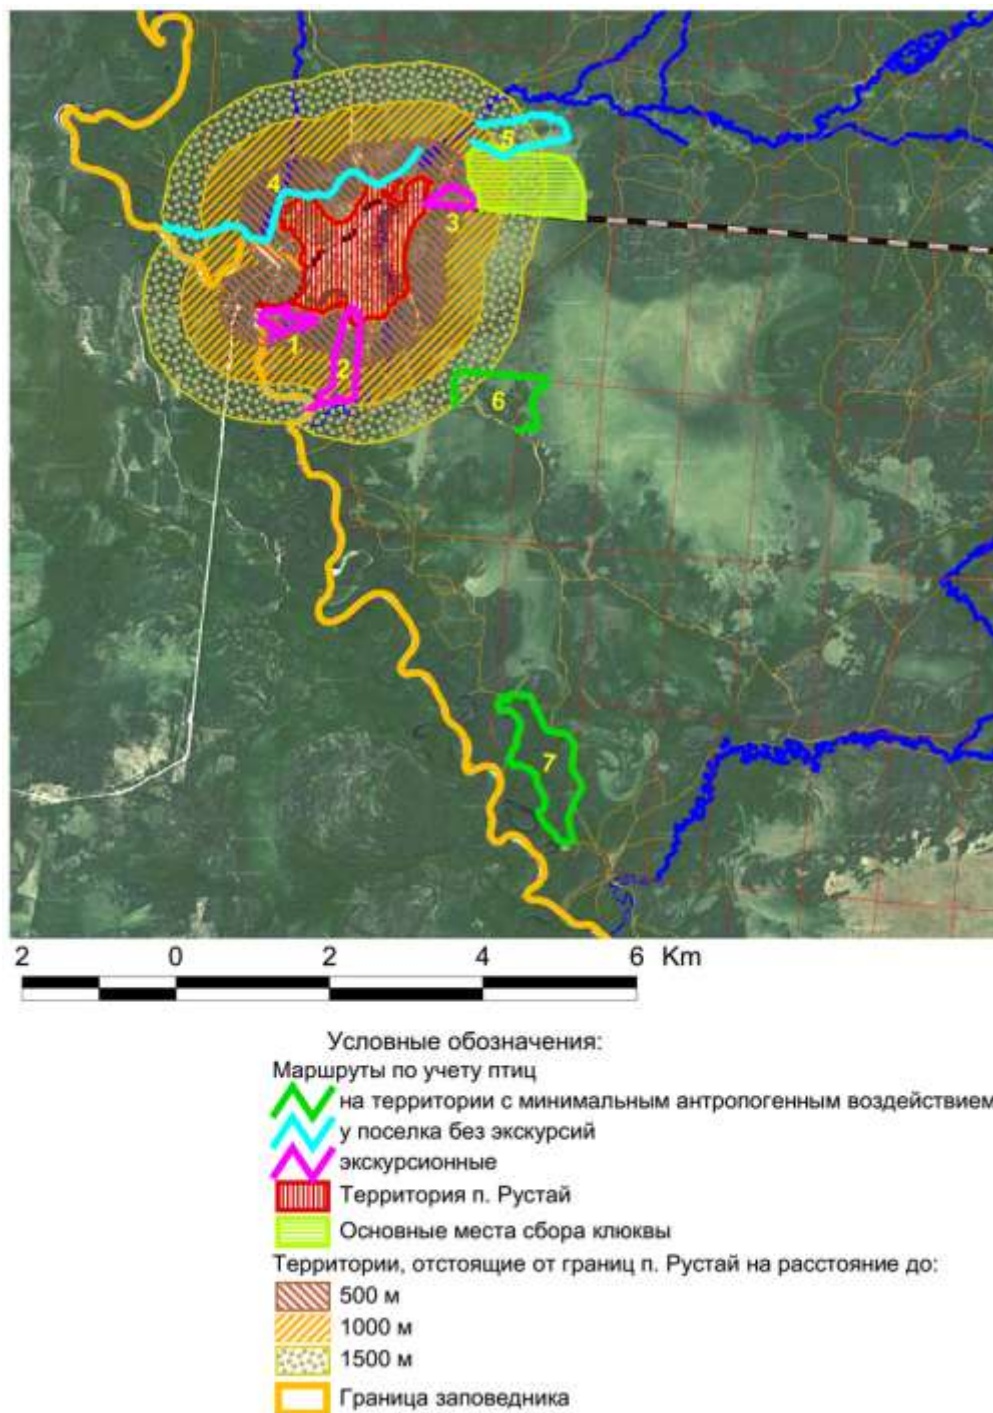 5
4
3
1
2
6
7
2 0 2 4 6 Km
Условные обозначения:
Маршруты по учету птиц
на территории с минимальным антропогенным воздействием
у поселка без экскурсий
экскурсионные
Территория п. Рустай
Основные места сбора клюквы
Территории, отстоящие от границ п. Рустай на расстояние до:
500 м
1000 м
1500 м
Граница заповедника